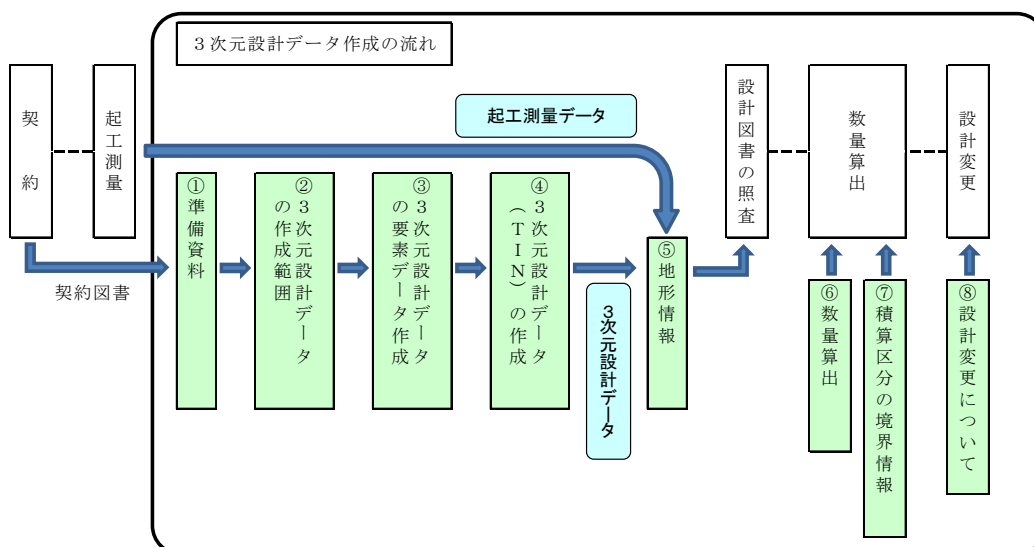 ３次元設計データ作成の流れ
契約
起工測量
起工測量データ
設計図書の照査
数量算出
設計変更
契約図書
①準備資料
②３次元設計データ
の作成範囲
③３次元設計データ
の要素データ作成
④３次元設計データ
（TIN）の作成
３次元設計データ
⑤地形情報
⑥数量算出
⑦積算区分の境界情報
⑧設計変更について